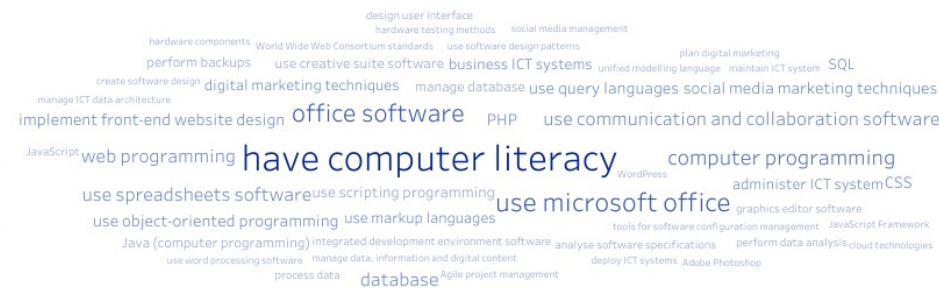 design user interface
hardware testing methods social media management
hardware components World Wide Web Consortium standards use software design patterns
plan digital marketing
perform backups use creative suite software business ICT systems unified modelling language maintain ICT system SQL
create software design digital marketing techniques manage database use query languages social media marketing techniques
manage ICT data architecture
implement front-end website design office software PHP use communication and collaboration software
JavaScript web programming have computer literacy WordPress computer programming
use spreadsheets software use scripting programming use microsoft office administer ICT system CSS
graphics editor software
use object-oriented programming use markup languages tools for software configuration management JavaScript Framework
Java (computer programming) integrated development environment software analyse software specifications perform data analysis cloud technologies
use word processing software manage data, information and digital content deploy ICT systems Adobe Photoshop
process data database Agile project management